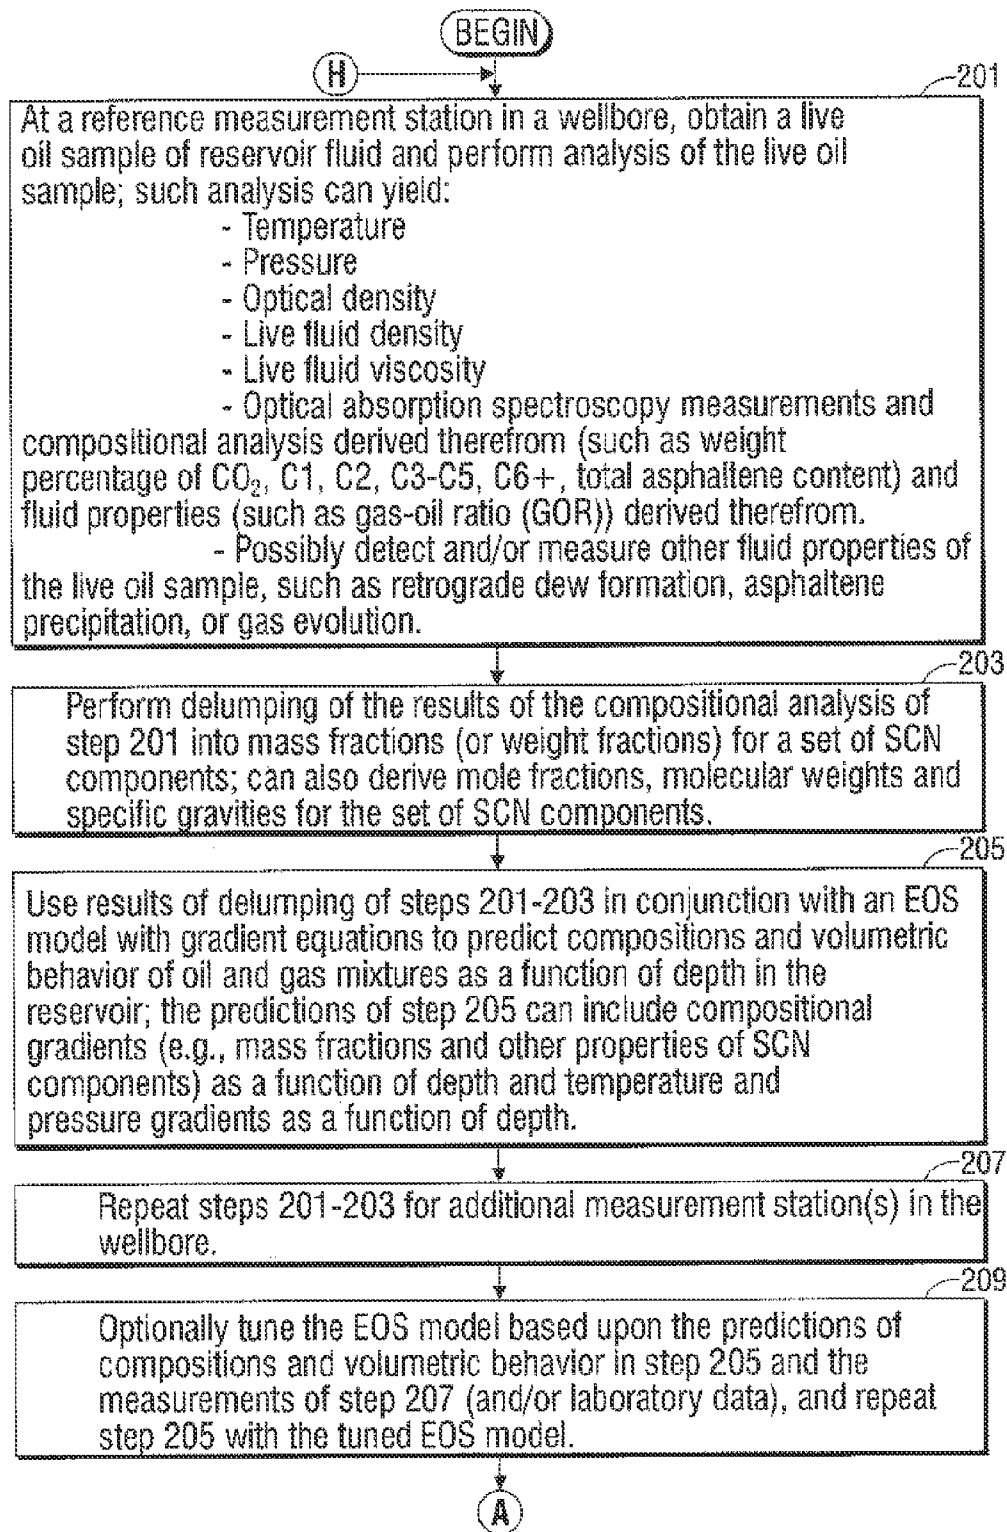 BEGIN
H
201
At a reference measurement station in a wellbore, obtain a live
oil sample of reservoir fluid and perform analysis of the live oil
sample; such analysis can yield:
- Temperature
- Pressure
- Optical density
- Live fluid density
- Live fluid viscosity
- Optical absorption spectroscopy measurements and
compositional analysis derived therefrom (such as weight
percentage of CO₂, C1, C2, C3-C5, C6+, total asphaltene content) and
fluid properties (such as gas-oil ratio (GOR)) derived therefrom.
- Possibly detect and/or measure other fluid properties of
the live oil sample, such as retrograde dew formation, asphaltene
precipitation, or gas evolution.
203
Perform delumping of the results of the compositional analysis of
step 201 into mass fractions (or weight fractions) for a set of SCN
components; can also derive mole fractions, molecular weights and
specific gravities for the set of SCN components.
205
Use results of delumping of steps 201-203 in conjunction with an EOS
model with gradient equations to predict compositions and volumetric
behavior of oil and gas mixtures as a function of depth in the
reservoir; the predictions of step 205 can include compositional
gradients (e.g., mass fractions and other properties of SCN
components) as a function of depth and temperature and
pressure gradients as a function of depth.
207
Repeat steps 201-203 for additional measurement station(s) in the
wellbore.
209
Optionally tune the EOS model based upon the predictions of
compositions and volumetric behavior in step 205 and the
measurements of step 207 (and/or laboratory data), and repeat
step 205 with the tuned EOS model.
A